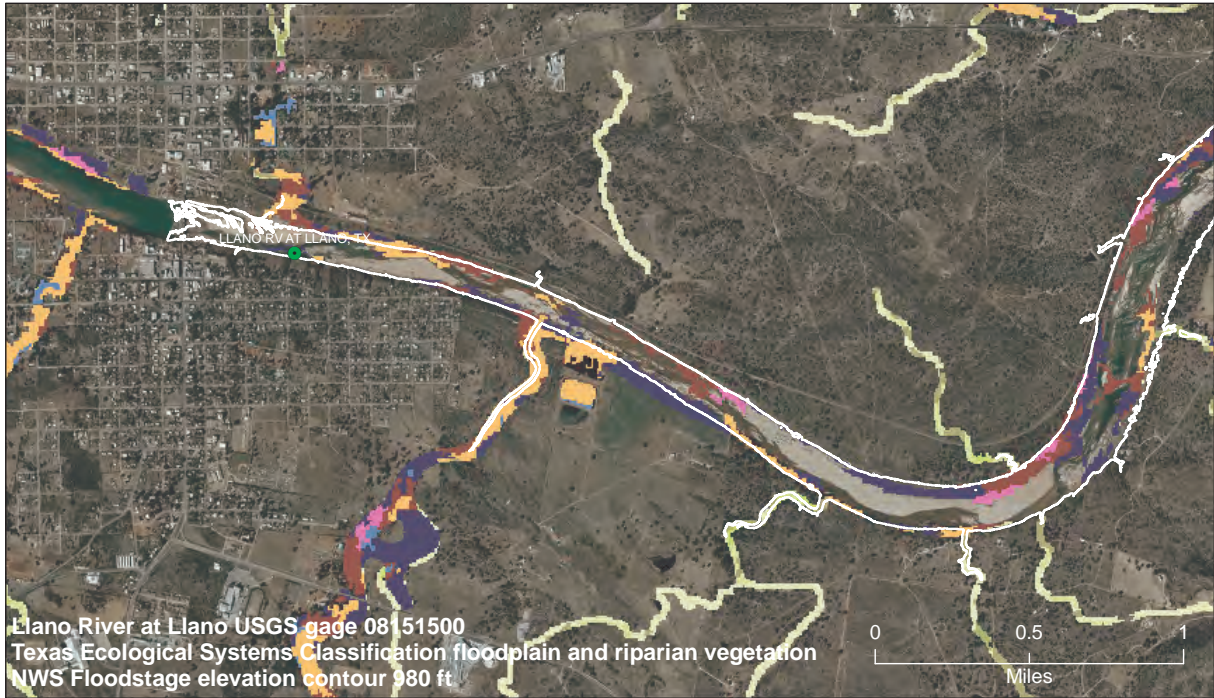 LLANO RV AT LLANO, TX
Llano River at Llano USGS gage 08151500
Texas Ecological Systems Classification floodplain and riparian vegetation
NWS Floodstage elevation contour 980 ft
0 0.5 1
Miles